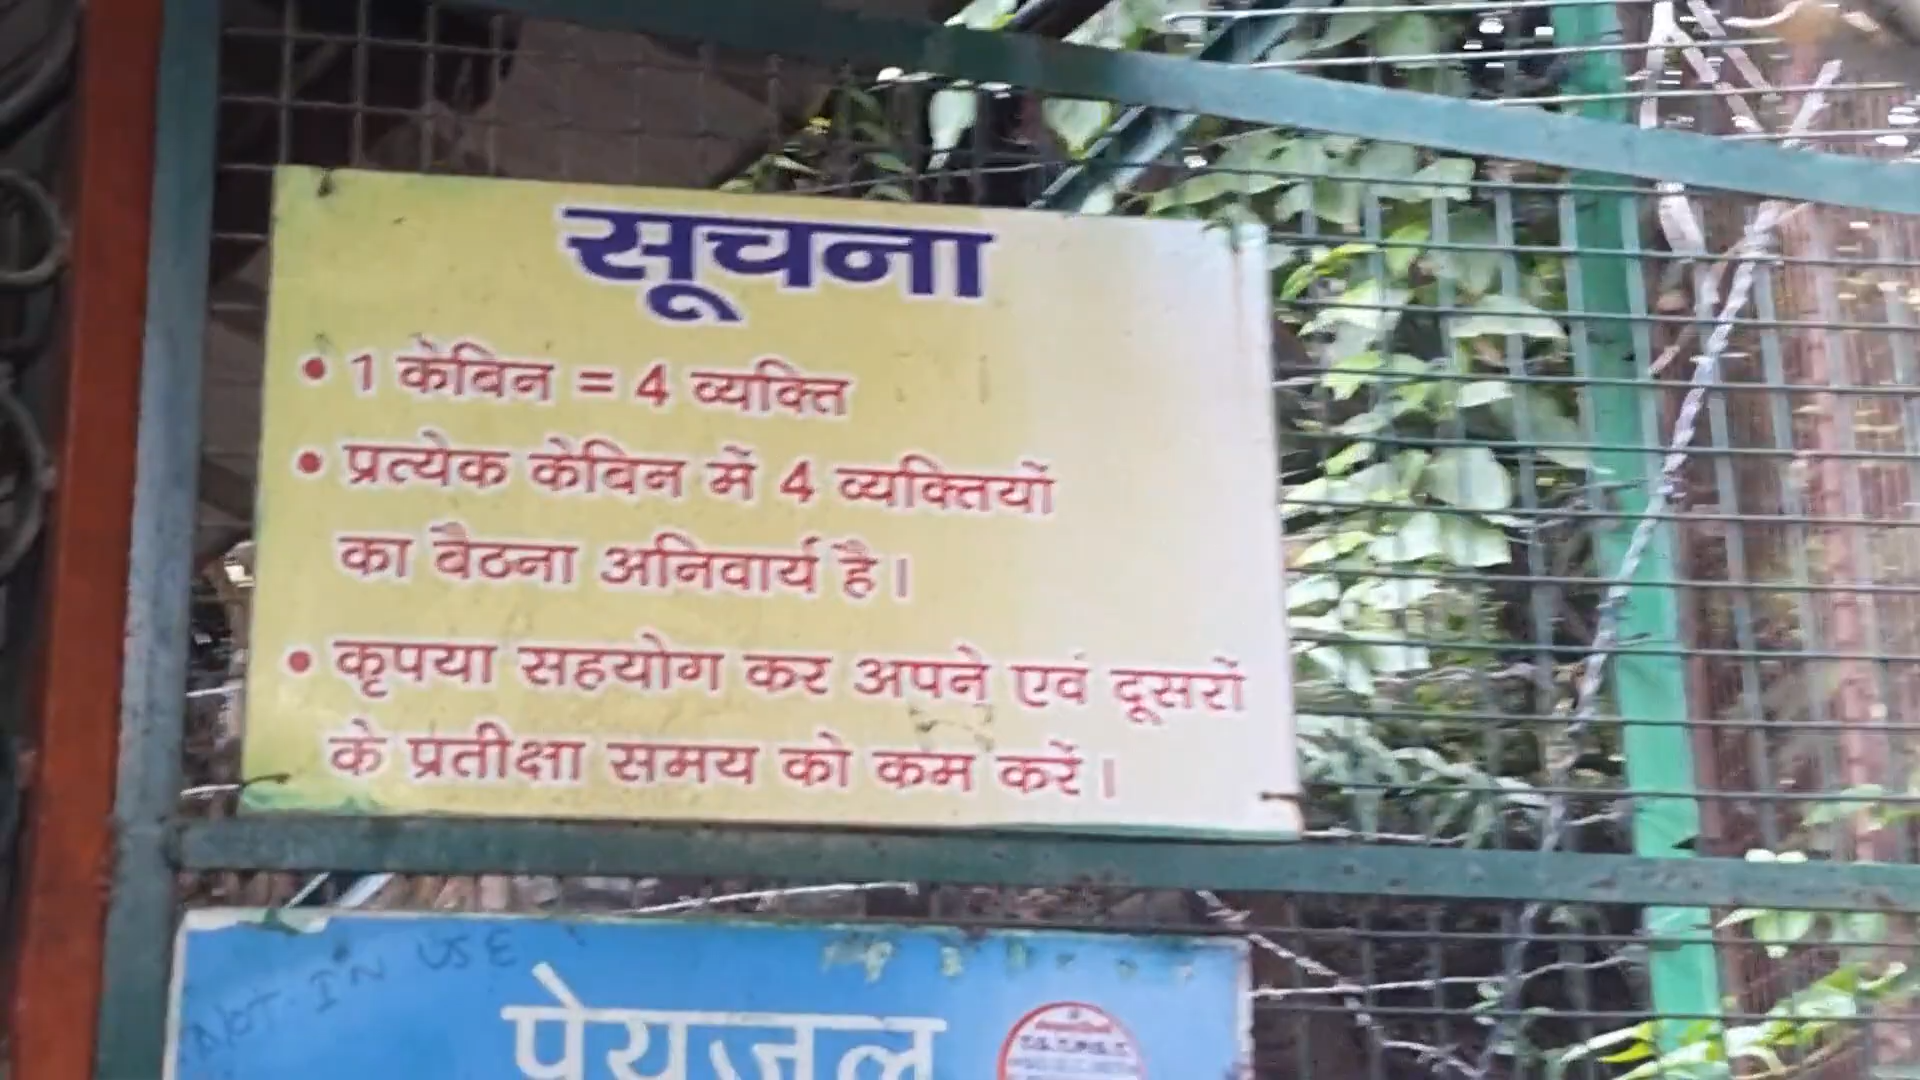 सूचना
• 1 केबिन = 4 व्यक्ति
• प्रत्येक केबिन में 4 व्यक्तियों
का बैठना अनिवार्य है।
• कृपया सहयोग कर अपने एवं दूसरों
के प्रतीक्षा समय को कम करें।
NOT IN USE
पेयजल